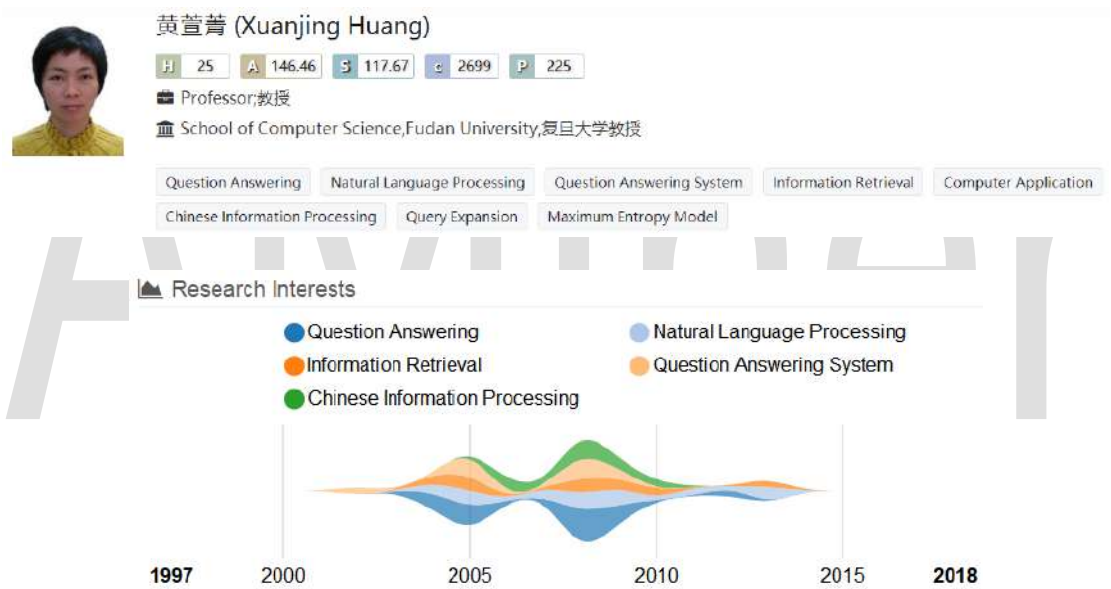 黄萱菁 (Xuanjing Huang)
H 25 A 146.46 S 117.67 c 2699 P 225
Professor;教授
School of Computer Science,Fudan University,复旦大学教授
Question Answering Natural Language Processing Question Answering System Information Retrieval Computer Application
Chinese Information Processing Query Expansion Maximum Entropy Model
Research Interests
Question Answering Natural Language Processing
Information Retrieval Question Answering System
Chinese Information Processing
1997 2000 2005 2010 2015 2018